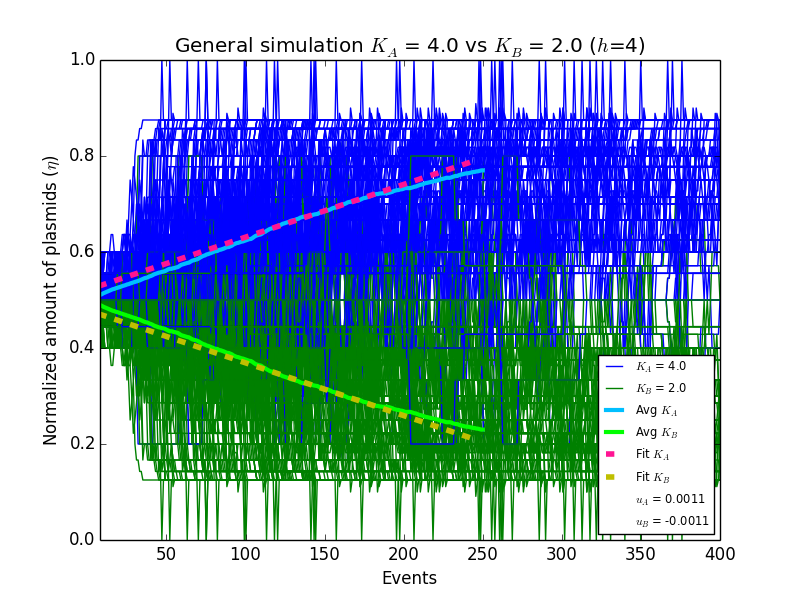 General simulation K_A = 4.0 vs K_B = 2.0 (h=4)
1.0
0.8
0.6
0.4
0.2
0.0
Normalized amount of plasmids (η)
50 100 150 200 250 300 350 400
Events
K_A = 4.0
K_B = 2.0
Avg K_A
Avg K_B
Fit K_A
Fit K_B
u_A = 0.0011
u_B = -0.0011